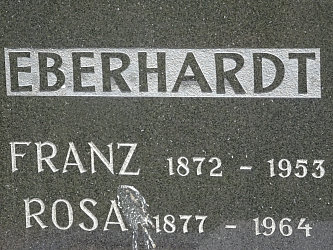 EBERHARDT
FRANZ 1872 - 1953
ROSA 1877 - 1964